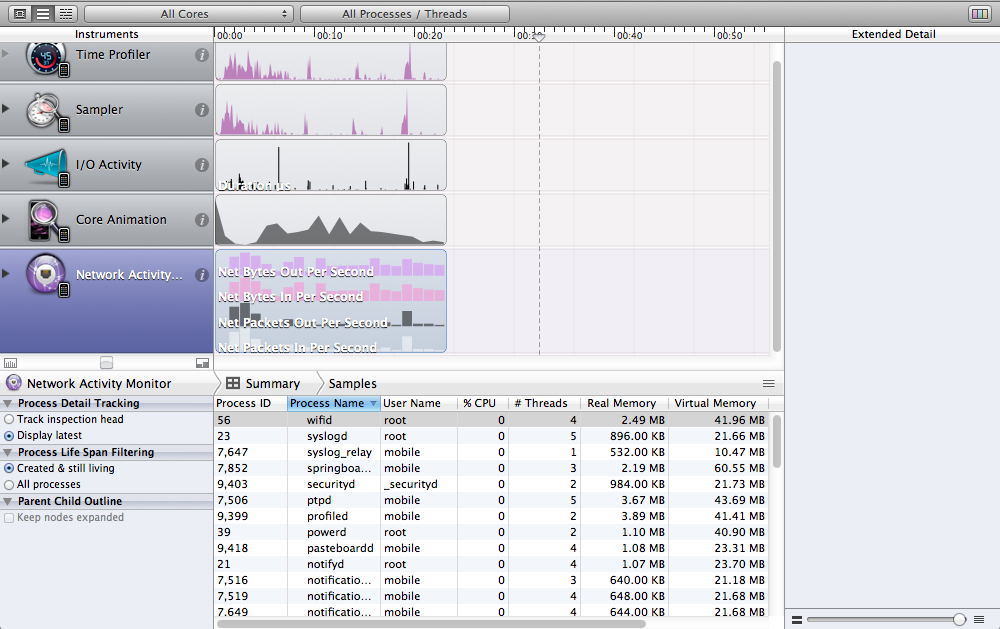 All Cores All Processes / Threads
Instruments 00:00 00:10 00:20 00:40 00:50 Extended Detail
Time Profiler
Sampler
I/O Activity
Duration us
Core Animation
Network Activity...
Net Bytes Out Per Second
Net Bytes In Per Second
Net Packets Out Per Second
Net Packets In Per Second
Network Activity Monitor Summary Samples
Process Detail Tracking
Track inspection head
Display latest
Process Life Span Filtering
Created & still living
All processes
Parent Child Outline
Keep nodes expanded
Process ID Process Name User Name % CPU # Threads Real Memory Virtual Memory
56 wifid root 0 4 2.49 MB 41.96 MB
23 syslogd root 0 5 896.00 KB 21.66 MB
7,647 syslog_relay mobile 0 1 532.00 KB 10.47 MB
7,852 springboa... mobile 0 3 2.19 MB 60.55 MB
9,403 securityd _securityd 0 2 984.00 KB 21.73 MB
7,506 ptpd mobile 0 5 3.67 MB 43.69 MB
9,399 profiled mobile 0 2 3.89 MB 41.41 MB
39 powerd root 0 2 1.10 MB 40.90 MB
9,418 pasteboardd mobile 0 4 1.08 MB 23.31 MB
21 notifyd root 0 4 1.07 MB 23.70 MB
7,516 notificatio... mobile 0 3 640.00 KB 21.18 MB
7,519 notificatio... mobile 0 4 648.00 KB 21.68 MB
7,649 notificatio... mobile 0 4 644.00 KB 21.68 MB